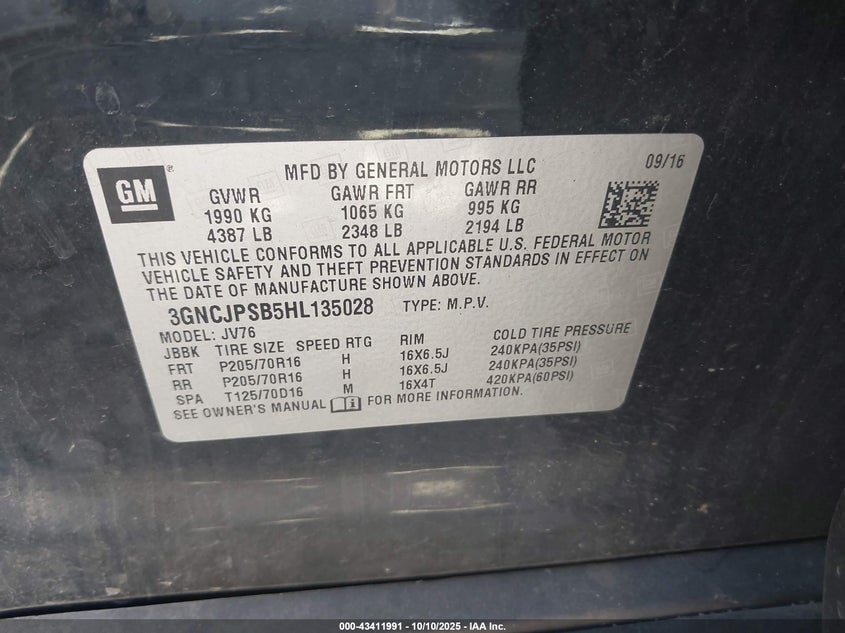 GM
MFD BY GENERAL MOTORS LLC 09/16
GVWR GAWR FRT GAWR RR
1990 KG 1065 KG 995 KG
4387 LB 2348 LB 2194 LB
THIS VEHICLE CONFORMS TO ALL APPLICABLE U.S. FEDERAL MOTOR
VEHICLE SAFETY AND THEFT PREVENTION STANDARDS IN EFFECT ON
THE DATE OF MANUFACTURE SHOWN ABOVE.
3GNCJPSB5HL135028 TYPE: M.P.V.
MODEL: JV76
JBBK TIRE SIZE SPEED RTG RIM COLD TIRE PRESSURE
FRT P205/70R16 H 16X6.5J 240KPA(35PSI)
RR P205/70R16 H 16X6.5J 240KPA(35PSI)
SPA T125/70D16 M 16X4T 420KPA(60PSI)
SEE OWNER'S MANUAL FOR MORE INFORMATION.
000-43411991 - 10/10/2025 - IAA Inc.